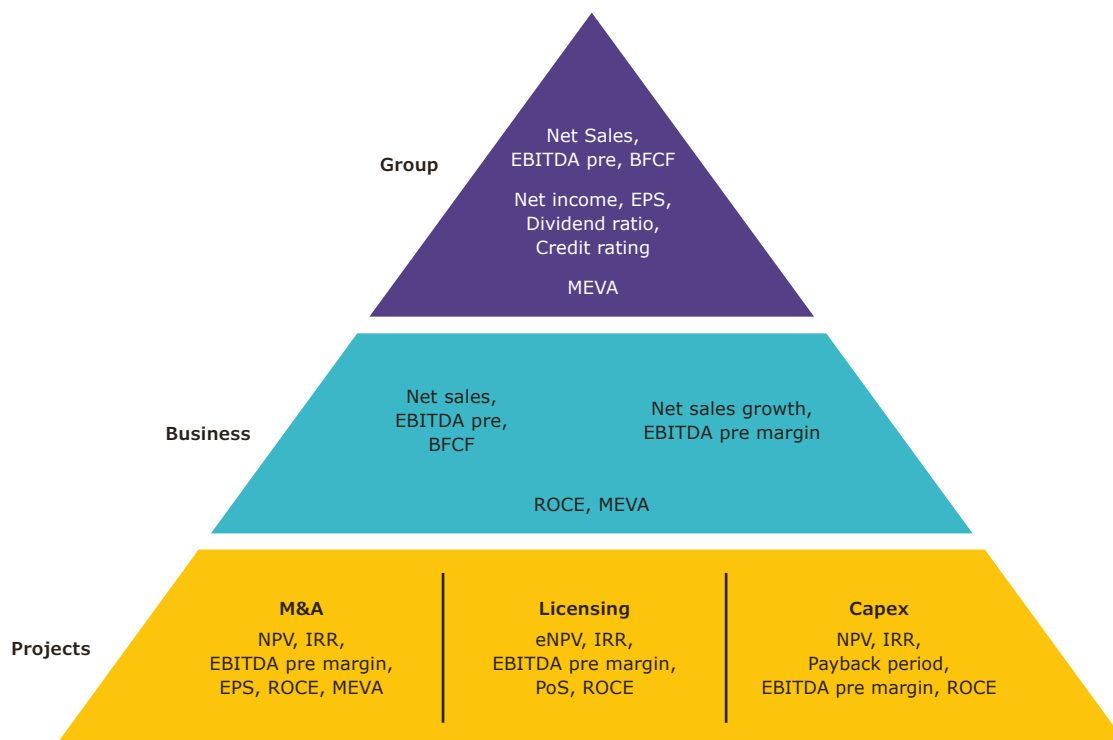 Group
Net Sales,
EBITDA pre, BFCF
Net income, EPS,
Dividend ratio,
Credit rating
MEVA
Business
Net sales,
EBITDA pre,
BFCF
Net sales growth,
EBITDA pre margin
ROCE, MEVA
Projects
M&A
NPV, IRR,
EBITDA pre margin,
EPS, ROCE, MEVA
Licensing
eNPV, IRR,
EBITDA pre margin,
PoS, ROCE
Capex
NPV, IRR,
Payback period,
EBITDA pre margin, ROCE